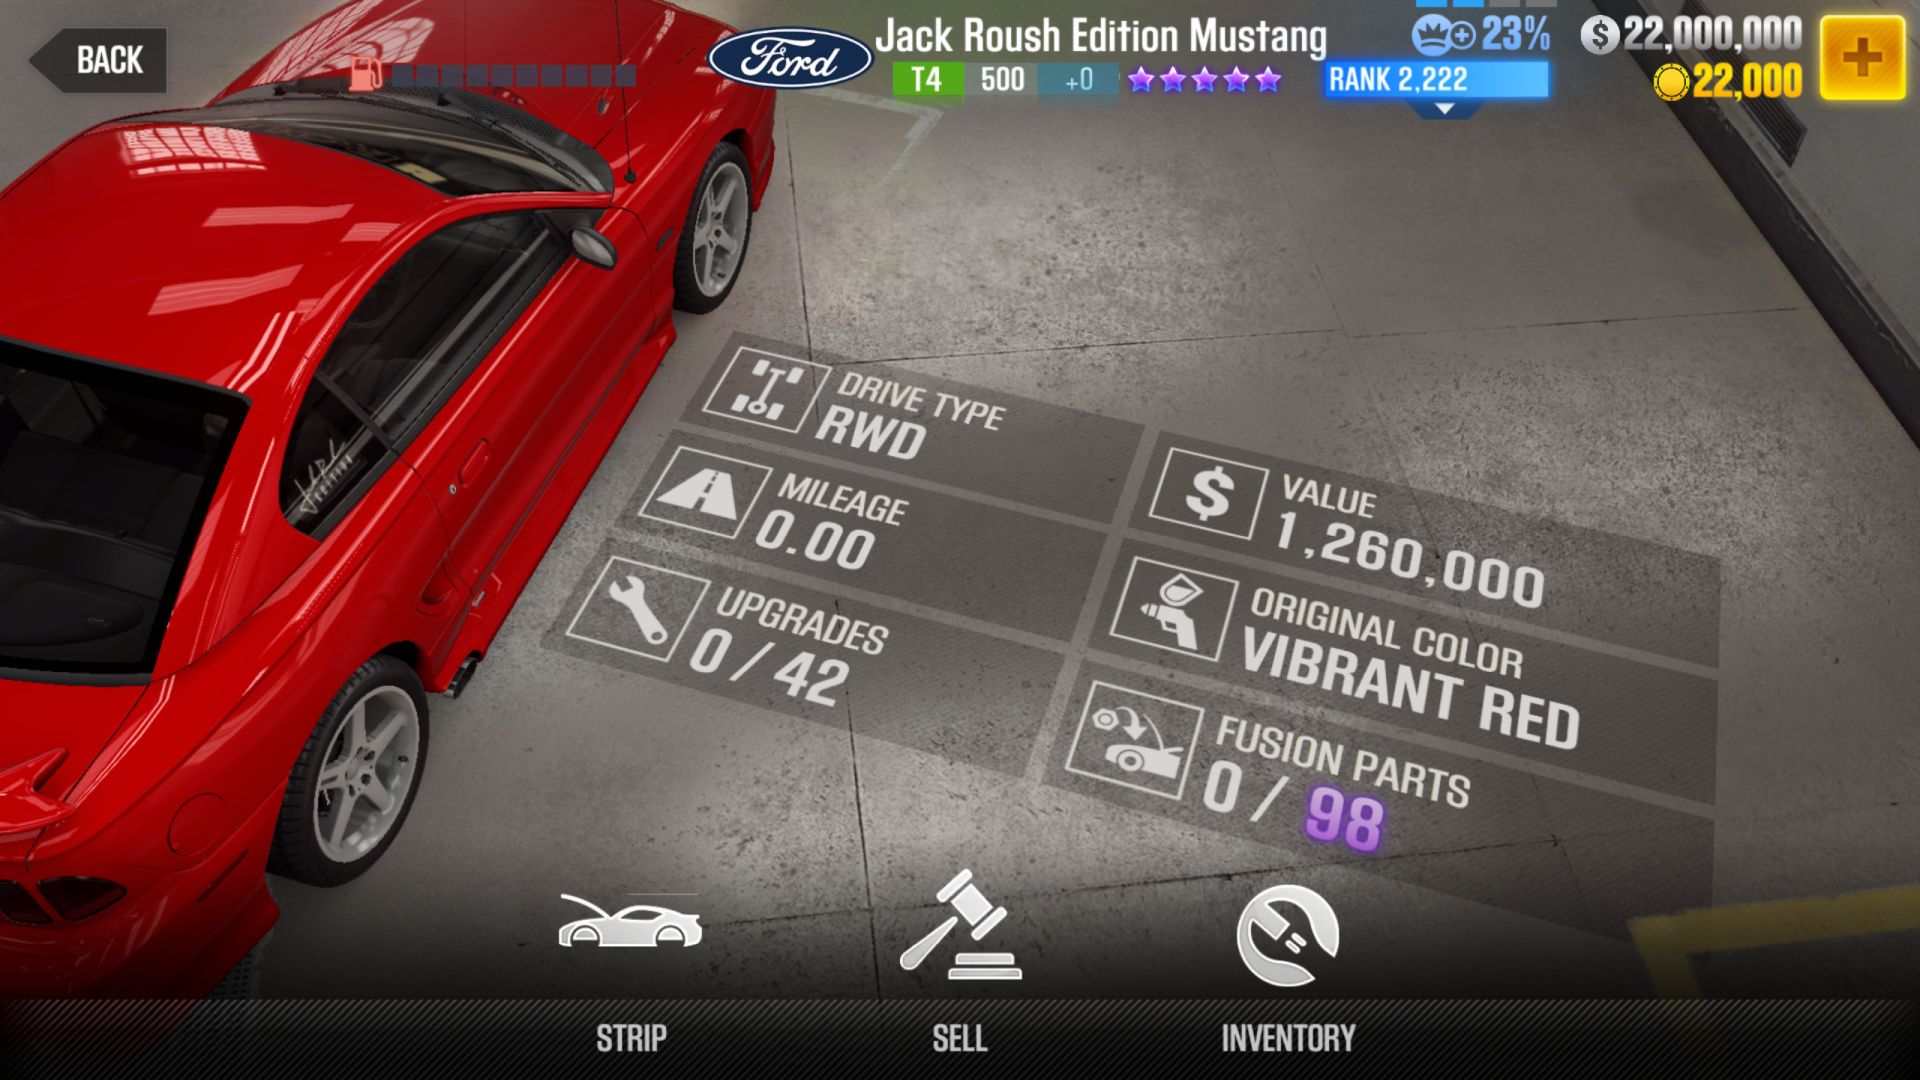 BACK
Ford
Jack Roush Edition Mustang
T4
500
+0
23%
RANK 2,222
$ 22,000,000
22,000
DRIVE TYPE
RWD
MILEAGE
0.00
UPGRADES
0 / 42
$
VALUE
1,260,000
ORIGINAL COLOR
VIBRANT RED
FUSION PARTS
0 / 98
STRIP
SELL
INVENTORY